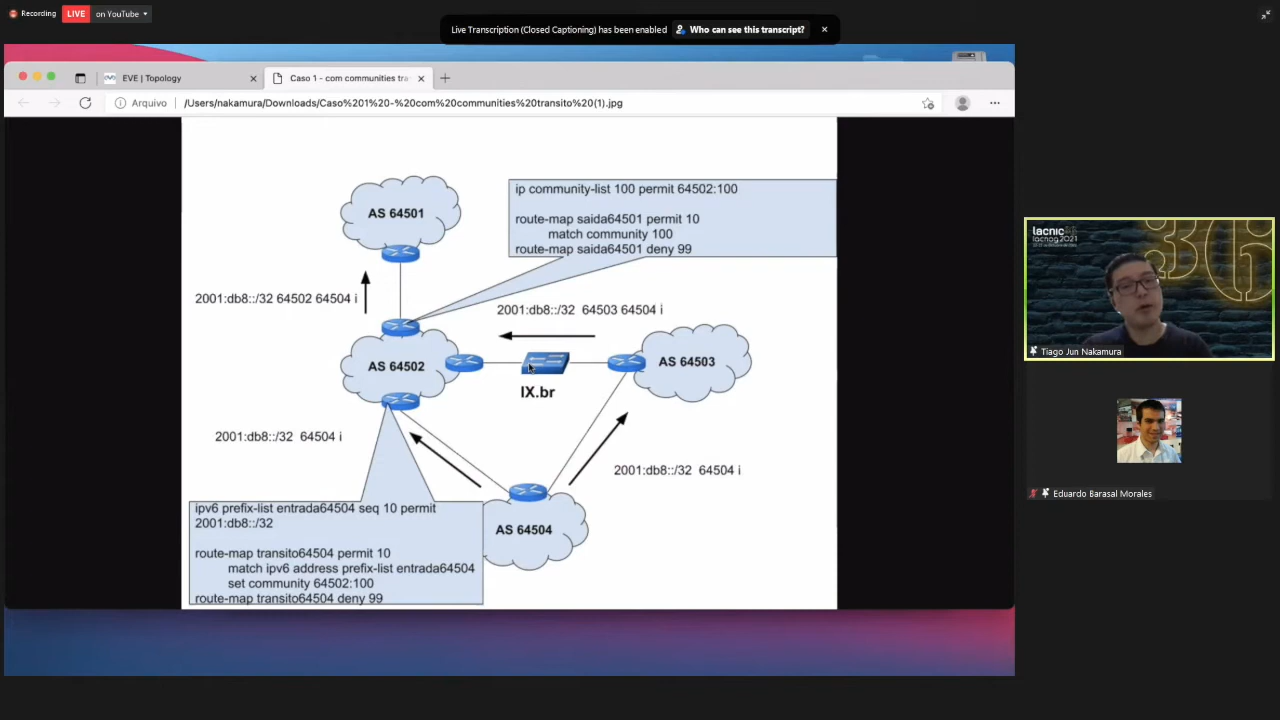 Recording
LIVE
on YouTube
Live Transcription (Closed Captioning) has been enabled
Who can see this transcript?
EVE | Topology
Caso 1 - com communities tra
Arquivo
/Users/nakamura/Downloads/Caso%201%20-%20com%20communities%20transito%20(1).jpg
AS 64501
ip community-list 100 permit 64502:100
route-map saida64501 permit 10
match community 100
route-map saida64501 deny 99
2001:db8::/32 64502 64504 i
2001:db8::/32 64503 64504 i
AS 64502
AS 64503
IX.br
2001:db8::/32 64504 i
2001:db8::/32 64504 i
ipv6 prefix-list entrada64504 seq 10 permit
2001:db8::/32
route-map transito64504 permit 10
match ipv6 address prefix-list entrada64504
set community 64502:100
route-map transito64504 deny 99
AS 64504
lacnic36
lacnog2021
36
Tiago Jun Nakamura
Eduardo Barasal Morales